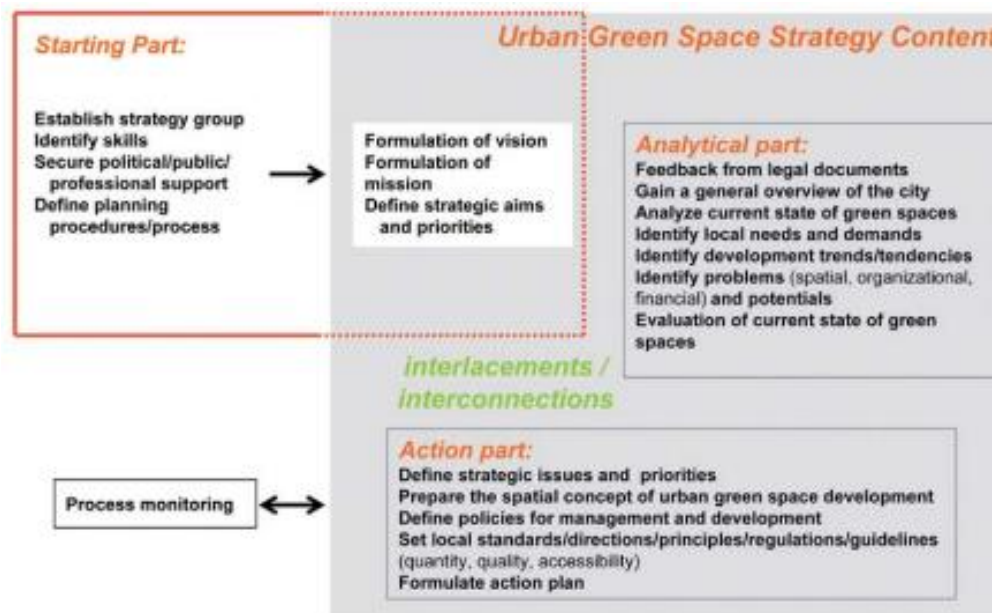 Starting Part:
Establish strategy group
Identify skills
Secure political/public/
professional support
Define planning
procedures/process
Urban Green Space Strategy Content
Formulation of vision
Formulation of
mission
Define strategic aims
and priorities
Analytical part:
Feedback from legal documents
Gain a general overview of the city
Analyze current state of green spaces
Identify local needs and demands
Identify development trends/tendencies
Identify problems (spatial, organizational,
financial) and potentials
Evaluation of current state of green
spaces
interlacements /
interconnections
Process monitoring
Action part:
Define strategic issues and priorities
Prepare the spatial concept of urban green space development
Define policies for management and development
Set local standards/directions/principles/regulations/guidelines
(quantity, quality, accessibility)
Formulate action plan